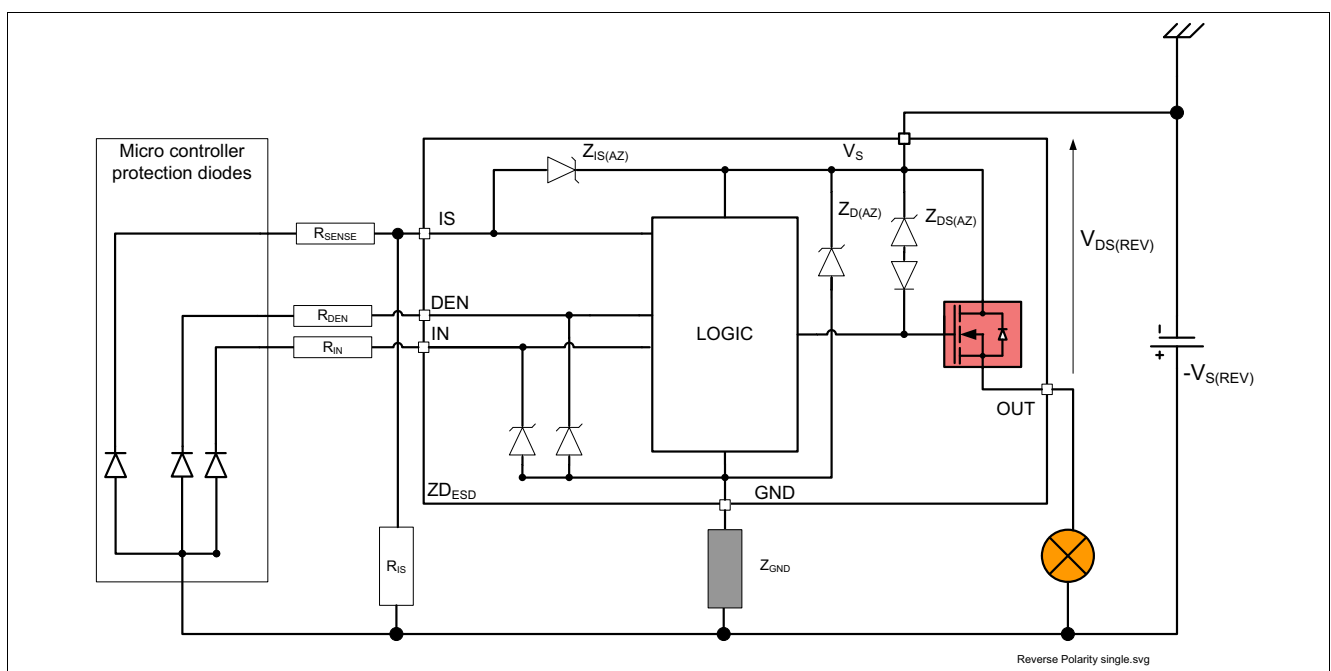 Micro controller
protection diodes
Z_IS(AZ)
V_S
Z_D(AZ)
Z_DS(AZ)
V_DS(REV)
R_SENSE
IS
R_DEN
DEN
R_IN
IN
LOGIC
-
+
-V_S(REV)
OUT
ZD_ESD
GND
R_IS
Z_GND
Reverse Polarity single.svg